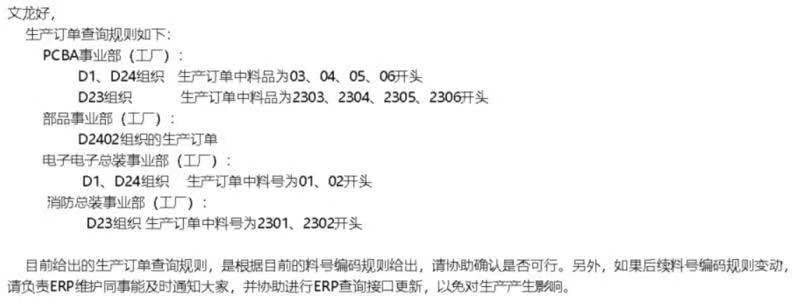 文龙好，
生产订单查询规则如下：
PCBA事业部（工厂）：
D1、D24组织 生产订单中料品为03、04、05、06开头
D23组织 生产订单中料品为2303、2304、2305、2306开头
部品事业部（工厂）：
D2402组织的生产订单
电子电子总装事业部（工厂）：
D1、D24组织 生产订单中料号为01、02开头
消防总装事业部（工厂）：
D23组织 生产订单中料号为2301、2302开头
目前给出的生产订单查询规则，是根据目前的料号编码规则给出，请协助确认是否可行。另外，如果后续料号编码规则变动，
请负责ERP维护同事能及时通知大家，并协助进行ERP查询接口更新，以免对生产产生影响。